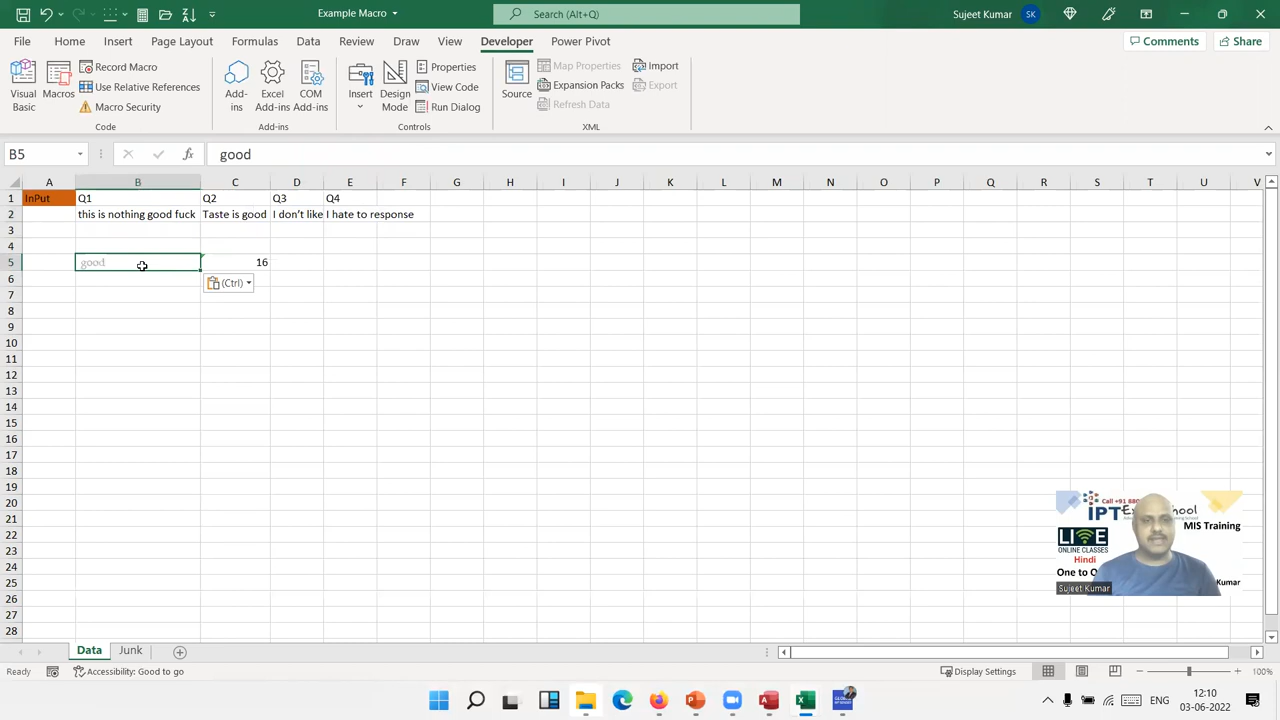 Example Macro
Search (Alt+Q)
Sujeet Kumar
SK
File Home Insert Page Layout Formulas Data Review View Draw Developer Power Pivot
Comments
Share
Visual Basic
Macros
Record Macro
Use Relative References
Macro Security
Code
Add-ins
Excel Add-ins
COM Add-ins
Add-ins
Insert
Design Mode
Properties
View Code
Run Dialog
Controls
Source
Map Properties
Expansion Packs
Refresh Data
Import
Export
XML
B5
fx
good
A B C D E F G H I J K L M N O P Q R S T U V
1 InPut Q1 Q2 Q3 Q4
2 this is nothing good fuck Taste is good I don't like I hate to response
3
4
5 good 16
(Ctrl)
6
7
8
9
10
11
12
13
14
15
16
17
18
19
20
21
22
23
24
25
26
27
28
IPT
MIS Training
LIVE
ONLINE CLASSES
Hindi
One to O
Sujeet Kumar
Kumar
Data Junk
Ready
Accessibility: Good to go
Display Settings
100%
ENG
12:10
03-06-2022